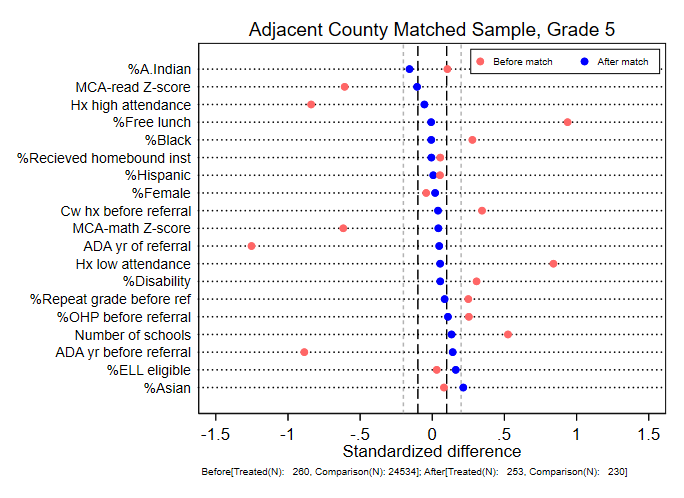 Adjacent County Matched Sample, Grade 5
Before match After match
%A.Indian
MCA-read Z-score
Hx high attendance
%Free lunch
%Black
%Recieved homebound inst
%Hispanic
%Female
Cw hx before referral
MCA-math Z-score
ADA yr of referral
Hx low attendance
%Disability
%Repeat grade before ref
%OHP before referral
Number of schools
ADA yr before referral
%ELL eligible
%Asian
-1.5 -1 -.5 0 .5 1 1.5
Standardized difference
Before[Treated(N): 260, Comparison(N): 24534]; After[Treated(N): 253, Comparison(N): 230]